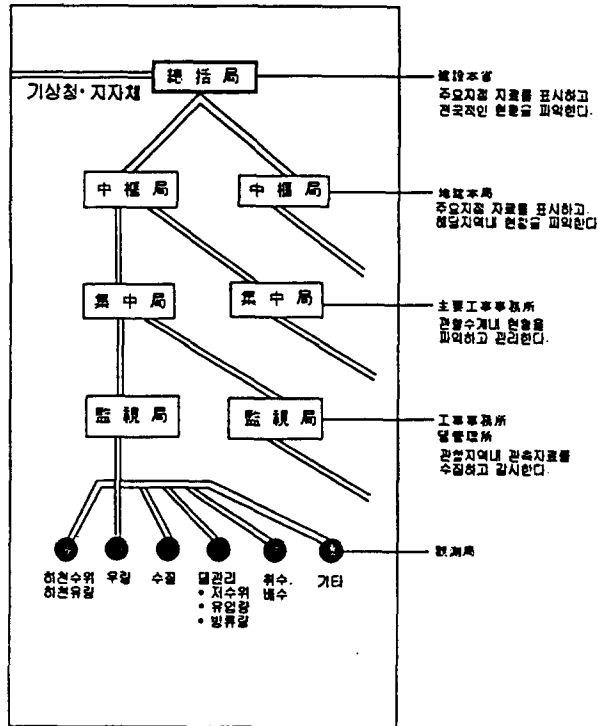 總括局
기상청·지자체
建設本省
주요지점 자료를 표시하고
전국적인 현황을 파악한다.
中樞局
中樞局
地建本局
주요지점 자료를 표시하고,
해당지역내 현황을 파악한다
集中局
集中局
主要工事事務所
관할수계내 현황을
파악하고 관리한다.
監視局
監視局
工事事務所
댐管理所
관할지역내 관측자료를
수집하고 감시한다.
觀測局
하천수위
하천유량
우량
수질
댐관리
• 저수위
• 유입량
• 방류량
취수.
배수
기타